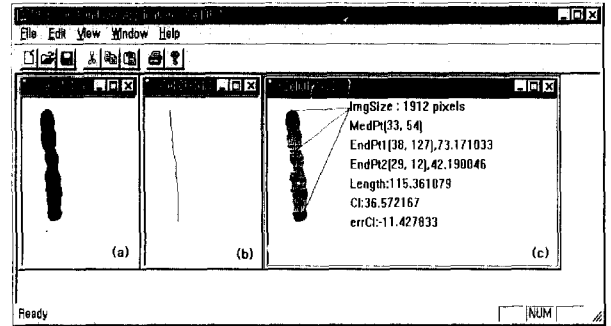 File Edit View Window Help
ImgSize : 1912 pixels
MedPt(33, 54)
EndPt1(38, 127),73.171033
EndPt2(29, 12),42.190046
Length:115.361079
CI:36.572167
errCI:-11.427833
(a)
(b)
(c)
Ready
NUM